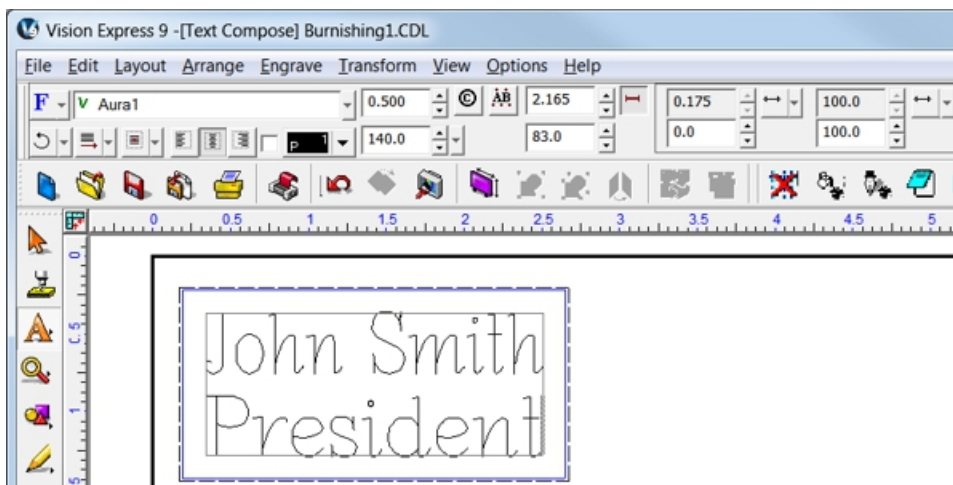 Vision Express 9 -[Text Compose] Burnishing1.CDL
File Edit Layout Arrange Engrave Transform View Options Help
F V Aura1 0.500 © AB 2.165 0.175 100.0
P 1 140.0 83.0 0.0 100.0
0 0.5 1 1.5 2 2.5 3 3.5 4 4.5 5
0
0.5
1
John Smith
President